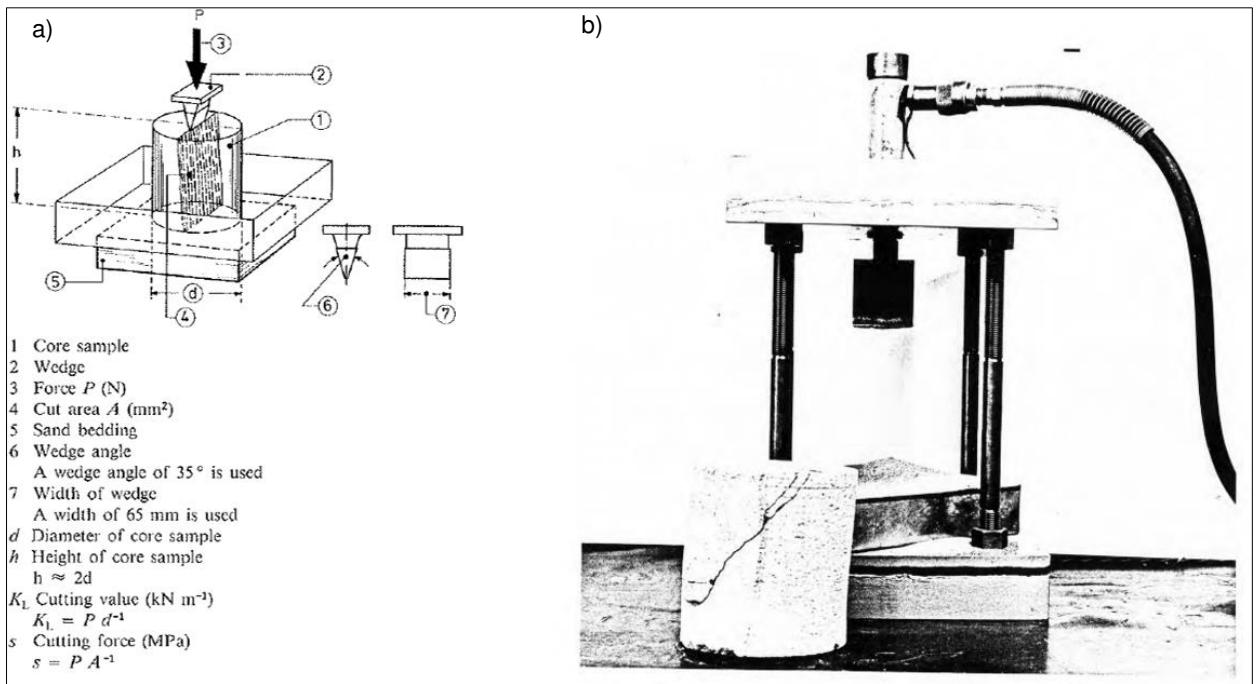 a)
P
3
2
1
h
5
d
4
6
7
1 Core sample
2 Wedge
3 Force P (N)
4 Cut area A (mm²)
5 Sand bedding
6 Wedge angle
A wedge angle of 35° is used
7 Width of wedge
A width of 65 mm is used
d Diameter of core sample
h Height of core sample
h ≈ 2d
K_L Cutting value (kN m⁻¹)
K_L = P d⁻¹
s Cutting force (MPa)
s = P A⁻¹
b)